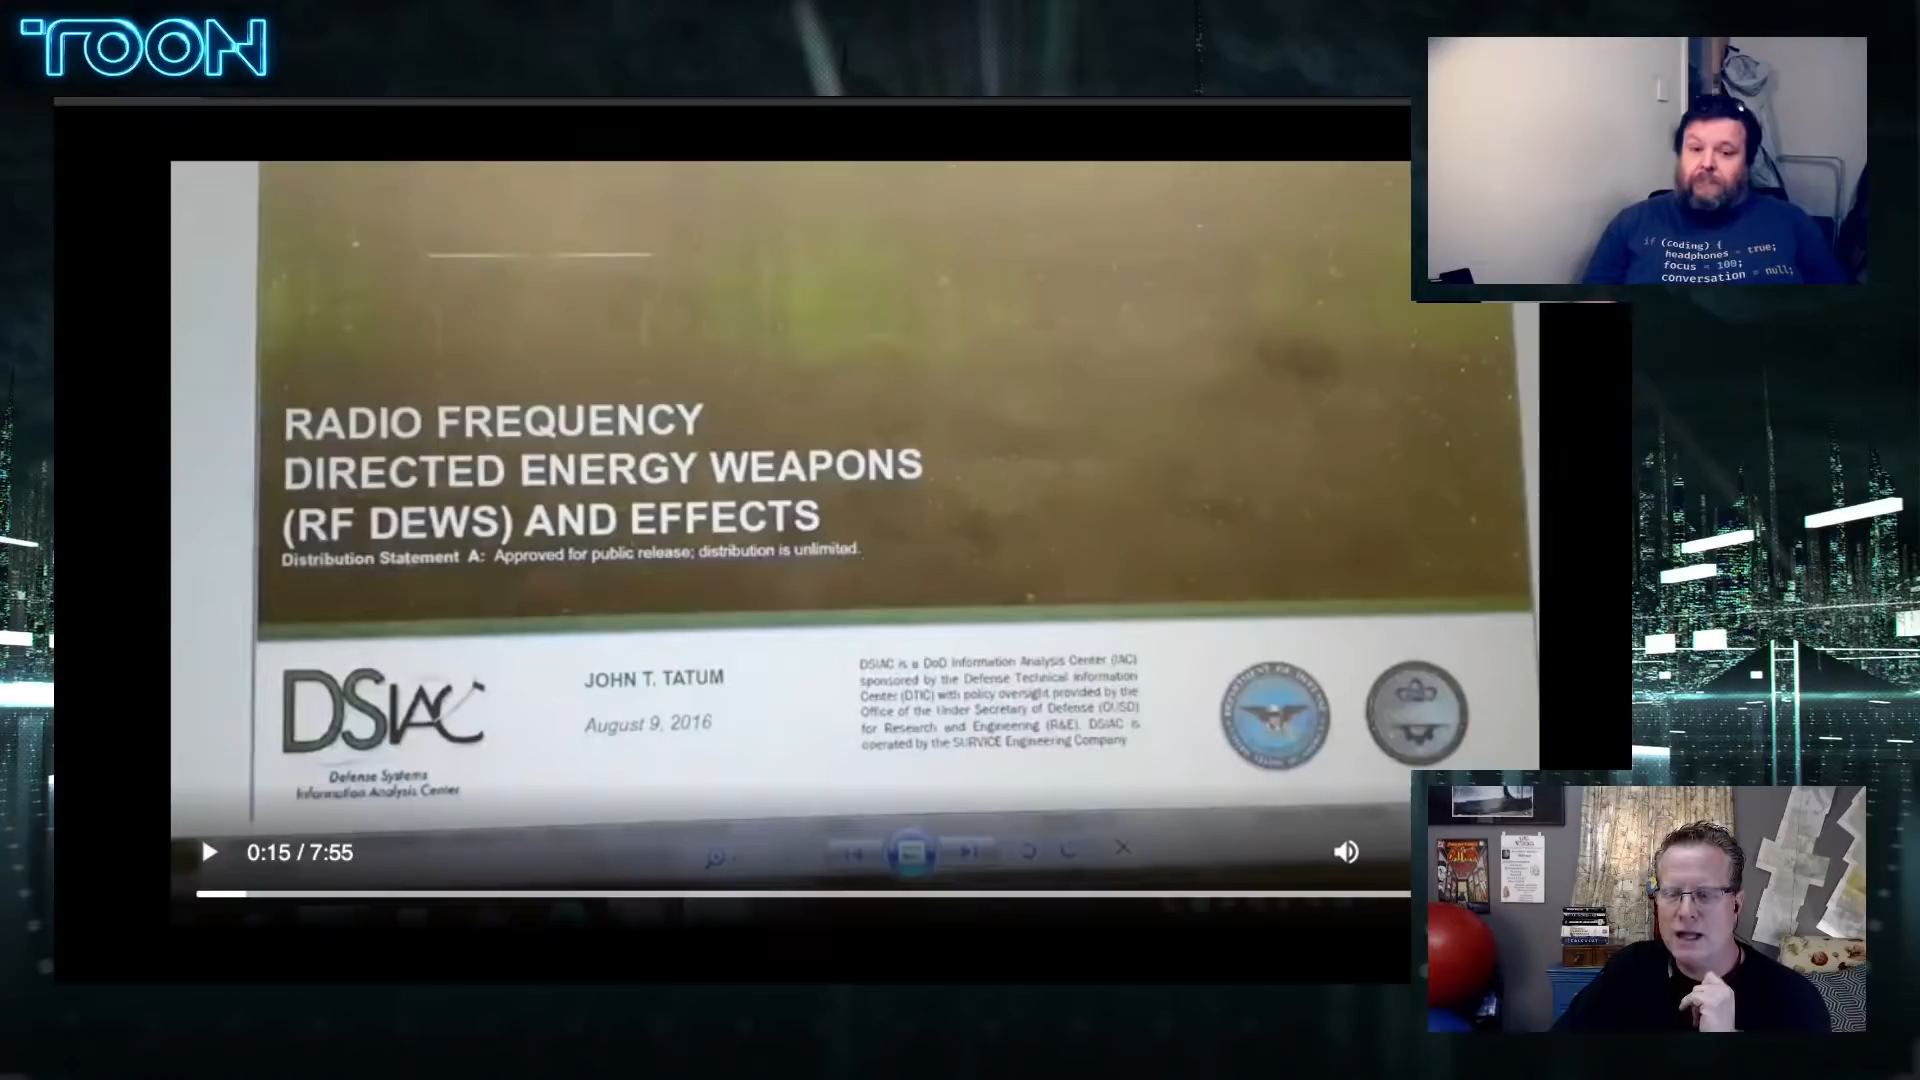 TOON
RADIO FREQUENCY
DIRECTED ENERGY WEAPONS
(RF DEWS) AND EFFECTS
Distribution Statement A: Approved for public release; distribution is unlimited.
DSIAC
Defense Systems
Information Analysis Center
JOHN T. TATUM
August 9, 2016
DSIAC is a DoD Information Analysis Center (IAC)
sponsored by the Defense Technical Information
Center (DTIC) with policy oversight provided by the
Office of the Under Secretary of Defense (OUSD)
for Research and Engineering (R&E). DSIAC is
operated by the SURVICE Engineering Company
0:15 / 7:55
if (coding) {
headphones = true;
focus = 100;
conversation = null;
CALCULUS